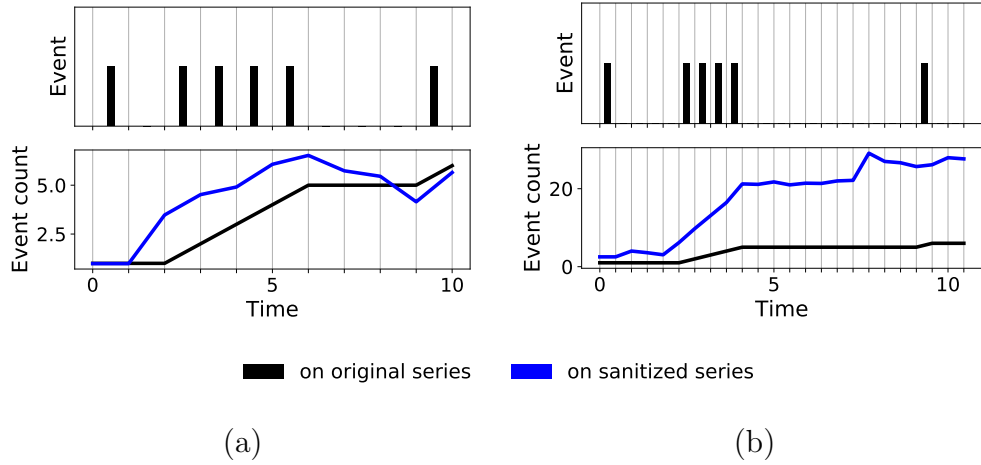 Event
Event count
5.0
2.5
0
5
10
Time
Event
Event count
20
0
0
5
10
Time
on original series
on sanitized series
(a)
(b)